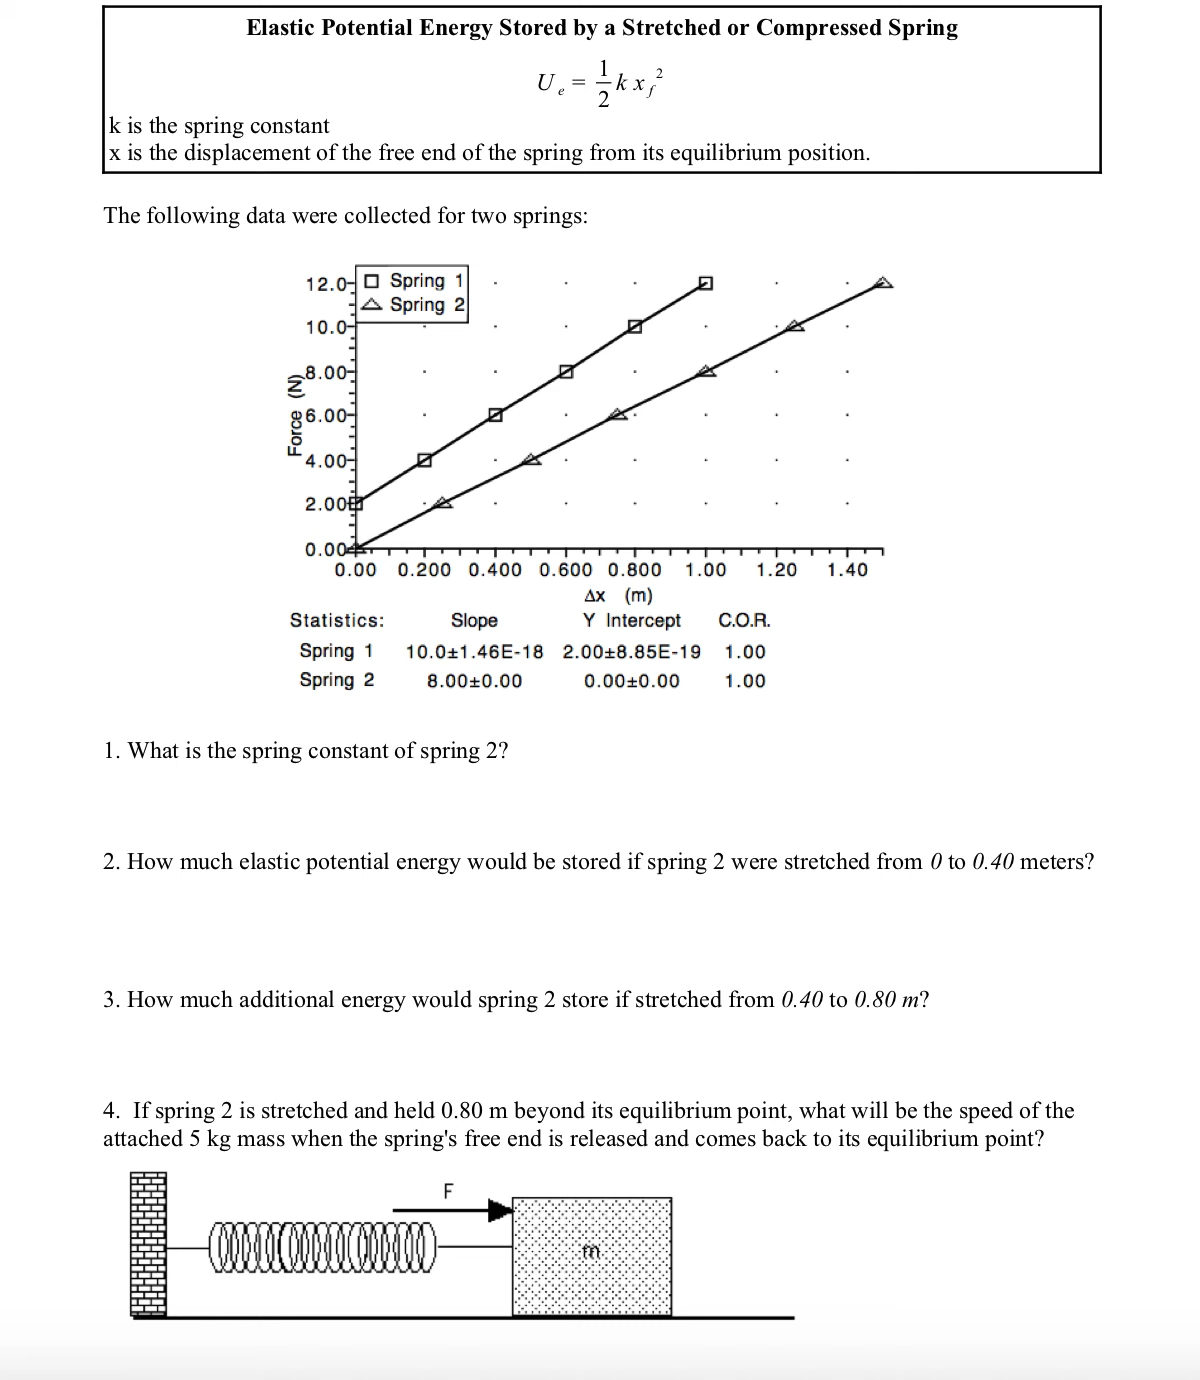 Elastic Potential Energy Stored by a Stretched or Compressed Spring
U_e = 1/2 k x_f^2
k is the spring constant
x is the displacement of the free end of the spring from its equilibrium position.
The following data were collected for two springs:
Spring 1
Spring 2
12.0
10.0
8.00
6.00
4.00
2.00
0.00
Force (N)
0.00 0.200 0.400 0.600 0.800 1.00 1.20 1.40
Δx (m)
Statistics: Slope Y Intercept C.O.R.
Spring 1 10.0±1.46E-18 2.00±8.85E-19 1.00
Spring 2 8.00±0.00 0.00±0.00 1.00
1. What is the spring constant of spring 2?
2. How much elastic potential energy would be stored if spring 2 were stretched from 0 to 0.40 meters?
3. How much additional energy would spring 2 store if stretched from 0.40 to 0.80 m?
4. If spring 2 is stretched and held 0.80 m beyond its equilibrium point, what will be the speed of the
attached 5 kg mass when the spring's free end is released and comes back to its equilibrium point?
F
m